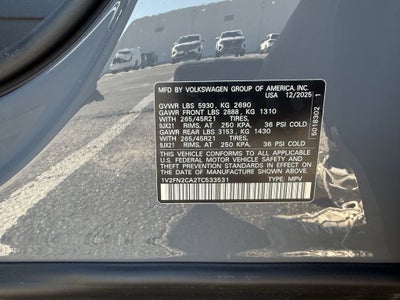 MFD BY VOLKSWAGEN GROUP OF AMERICA, INC.
USA 12/2025
GVWR LBS 5930, KG 2690
GAWR FRONT LBS 2888, KG 1310
WITH 265/45R21 TIRES,
9JX21 RIMS, AT 250 KPA, 36 PSI COLD
GAWR REAR LBS 3153, KG 1430
WITH 265/45R21 TIRES,
9JX21 RIMS, AT 250 KPA, 36 PSI COLD
THIS VEHICLE CONFORMS TO ALL APPLICABLE
U.S. FEDERAL MOTOR VEHICLE SAFETY AND
THEFT PREVENTION STANDARDS IN EFFECT
ON THE DATE OF MANUFACTURE SHOWN ABOVE.
1V2FN2CA2TC533531
TYPE: MPV
5018302 1